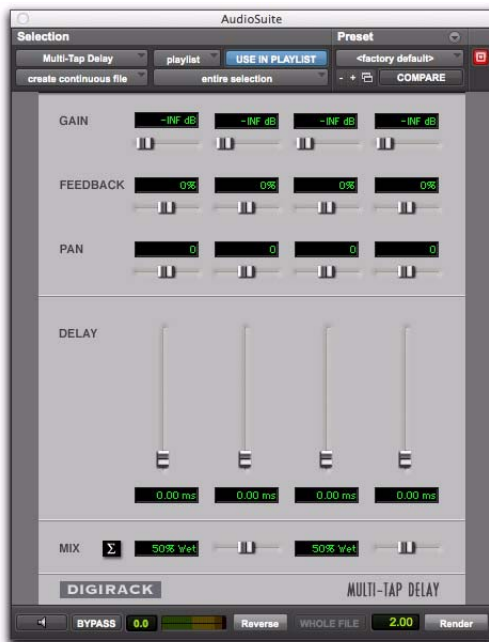 AudioSuite
Selection Preset
Multi-Tap Delay playlist USE IN PLAYLIST <factory default>
create continuous file entire selection - + COMPARE
GAIN -INF dB -INF dB -INF dB -INF dB
FEEDBACK 0% 0% 0% 0%
PAN 0 0 0 0
DELAY
0.00 ms 0.00 ms 0.00 ms 0.00 ms
MIX Σ 50% Wet 50% Wet
DIGIRACK MULTI-TAP DELAY
BYPASS 0.0 Reverse WHOLE FILE 2.00 Render